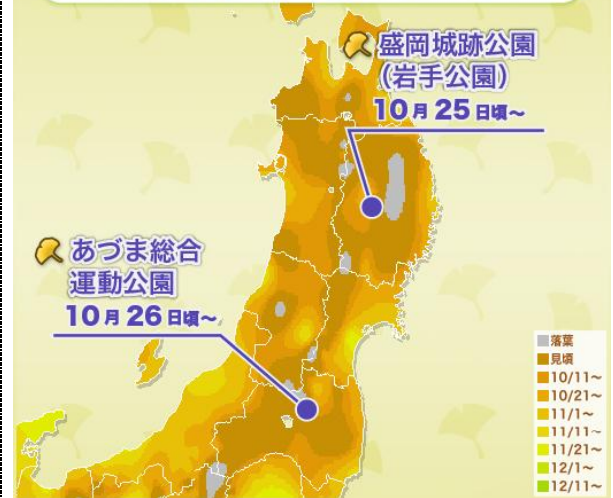 盛岡城跡公園
（岩手公園）
10月25日頃～
あづま総合
運動公園
10月26日頃～
落葉
見頃
10/11～
10/21～
11/1～
11/11～
11/21～
12/1～
12/11～